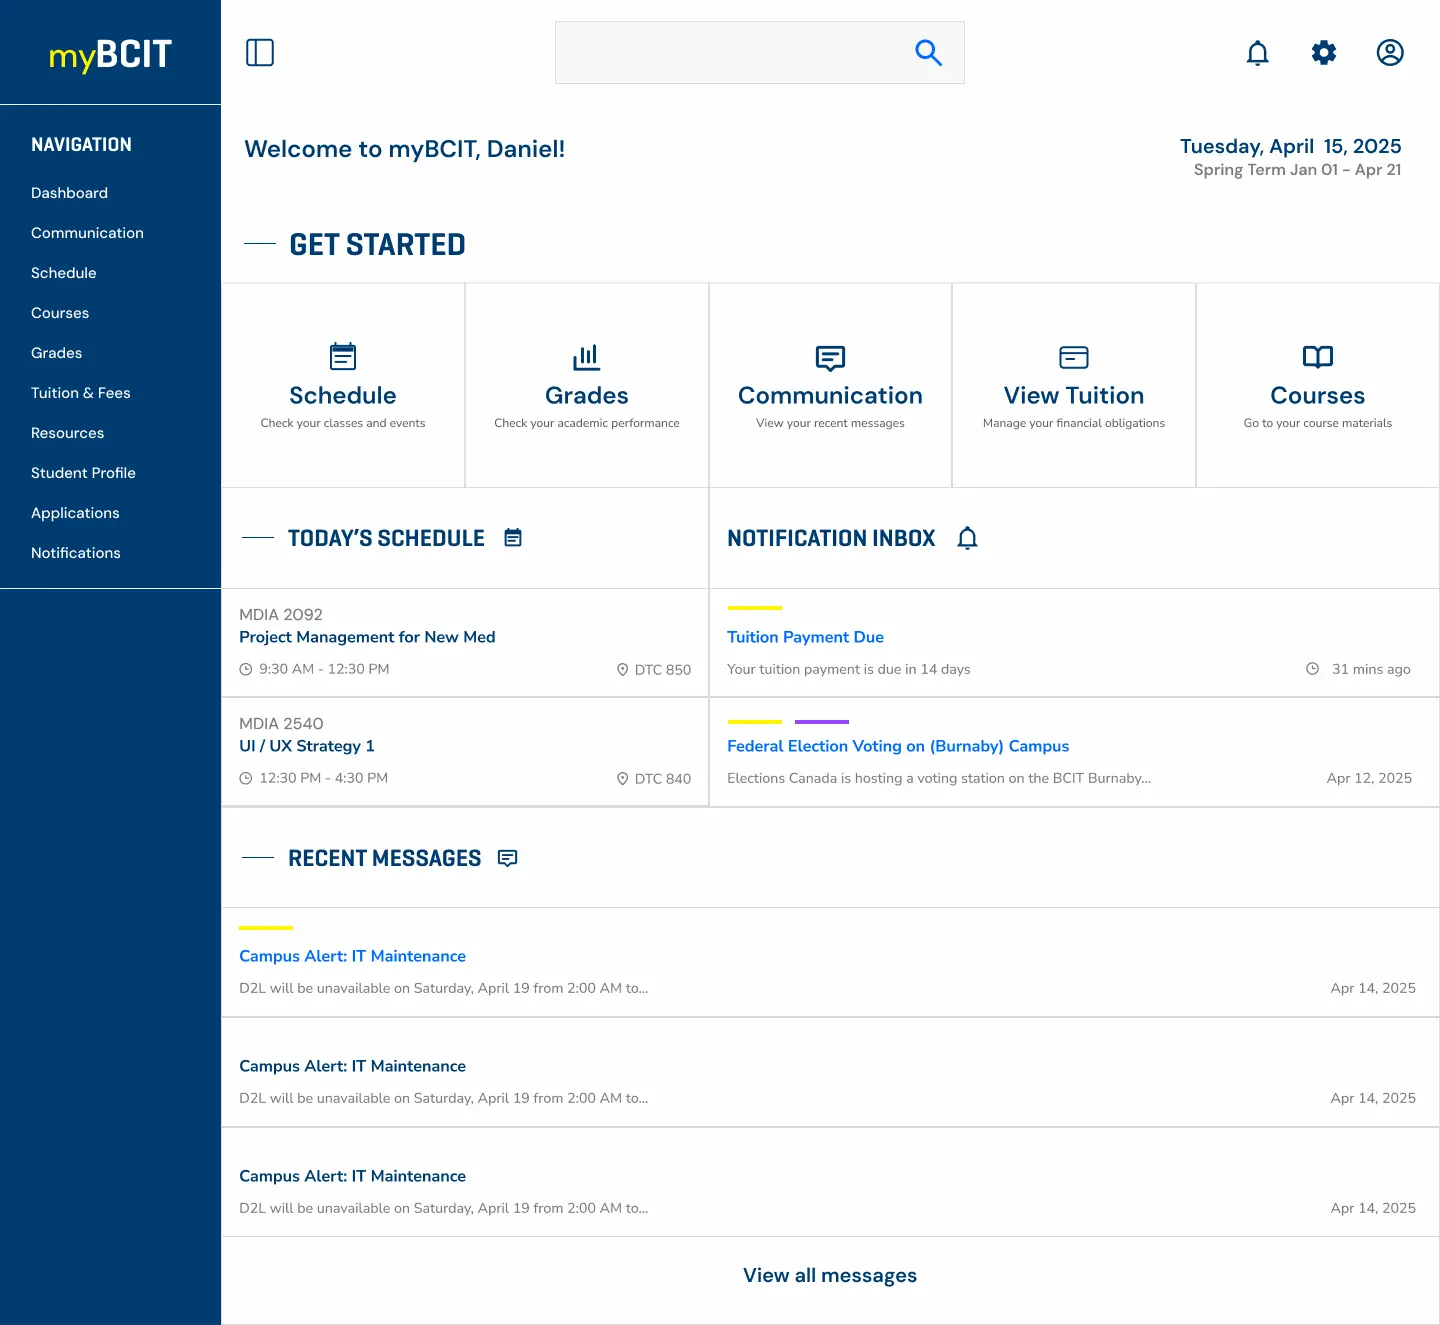 myBCIT
NAVIGATION
Dashboard
Communication
Schedule
Courses
Grades
Tuition & Fees
Resources
Student Profile
Applications
Notifications
Welcome to myBCIT, Daniel!
Tuesday, April 15, 2025
Spring Term Jan 01 - Apr 21
GET STARTED
Schedule
Check your classes and events
Grades
Check your academic performance
Communication
View your recent messages
View Tuition
Manage your financial obligations
Courses
Go to your course materials
TODAY'S SCHEDULE
MDIA 2092
Project Management for New Med
9:30 AM - 12:30 PM
DTC 850
MDIA 2540
UI / UX Strategy 1
12:30 PM - 4:30 PM
DTC 840
NOTIFICATION INBOX
Tuition Payment Due
Your tuition payment is due in 14 days
31 mins ago
Federal Election Voting on (Burnaby) Campus
Elections Canada is hosting a voting station on the BCIT Burnaby...
Apr 12, 2025
RECENT MESSAGES
Campus Alert: IT Maintenance
D2L will be unavailable on Saturday, April 19 from 2:00 AM to...
Apr 14, 2025
Campus Alert: IT Maintenance
D2L will be unavailable on Saturday, April 19 from 2:00 AM to...
Apr 14, 2025
Campus Alert: IT Maintenance
D2L will be unavailable on Saturday, April 19 from 2:00 AM to...
Apr 14, 2025
View all messages